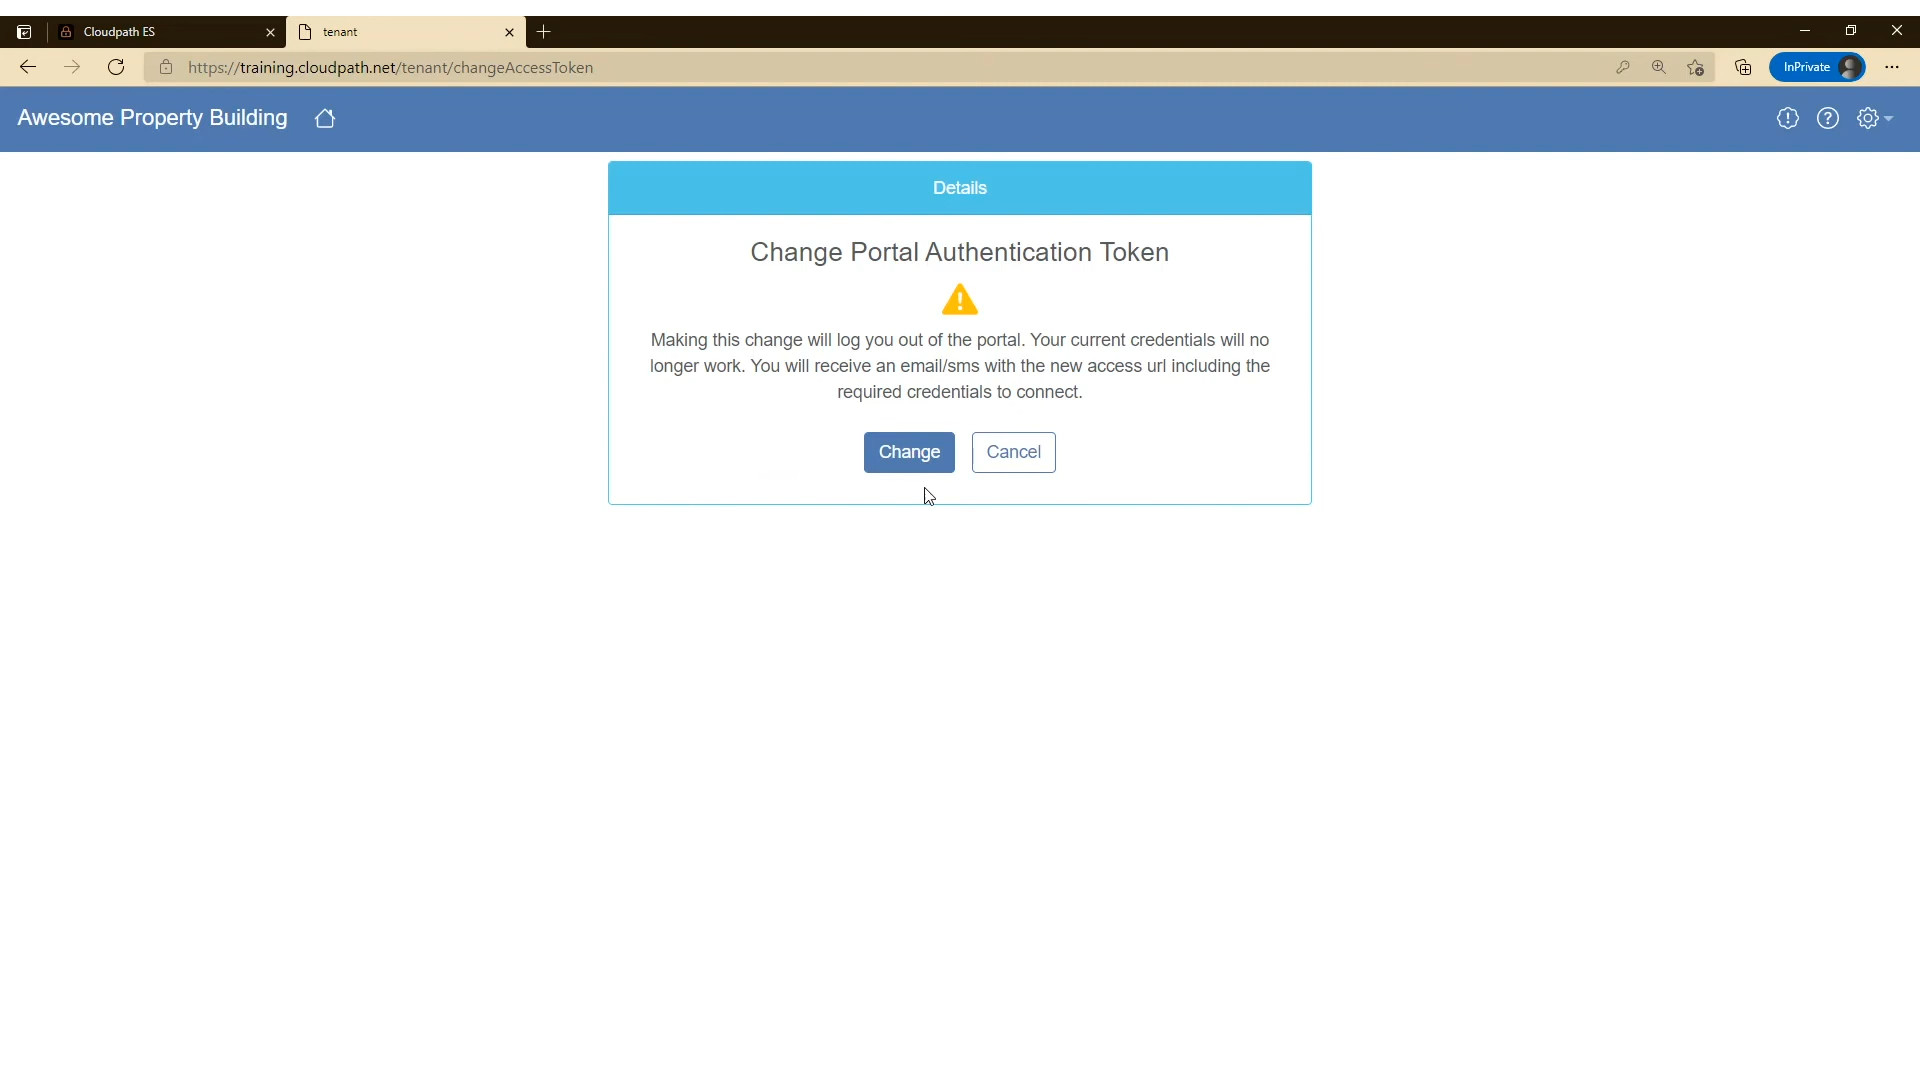 Cloudpath ES
tenant
https://training.cloudpath.net/tenant/changeAccessToken
InPrivate
Awesome Property Building
Details
Change Portal Authentication Token
Making this change will log you out of the portal. Your current credentials will no
longer work. You will receive an email/sms with the new access url including the
required credentials to connect.
Change
Cancel